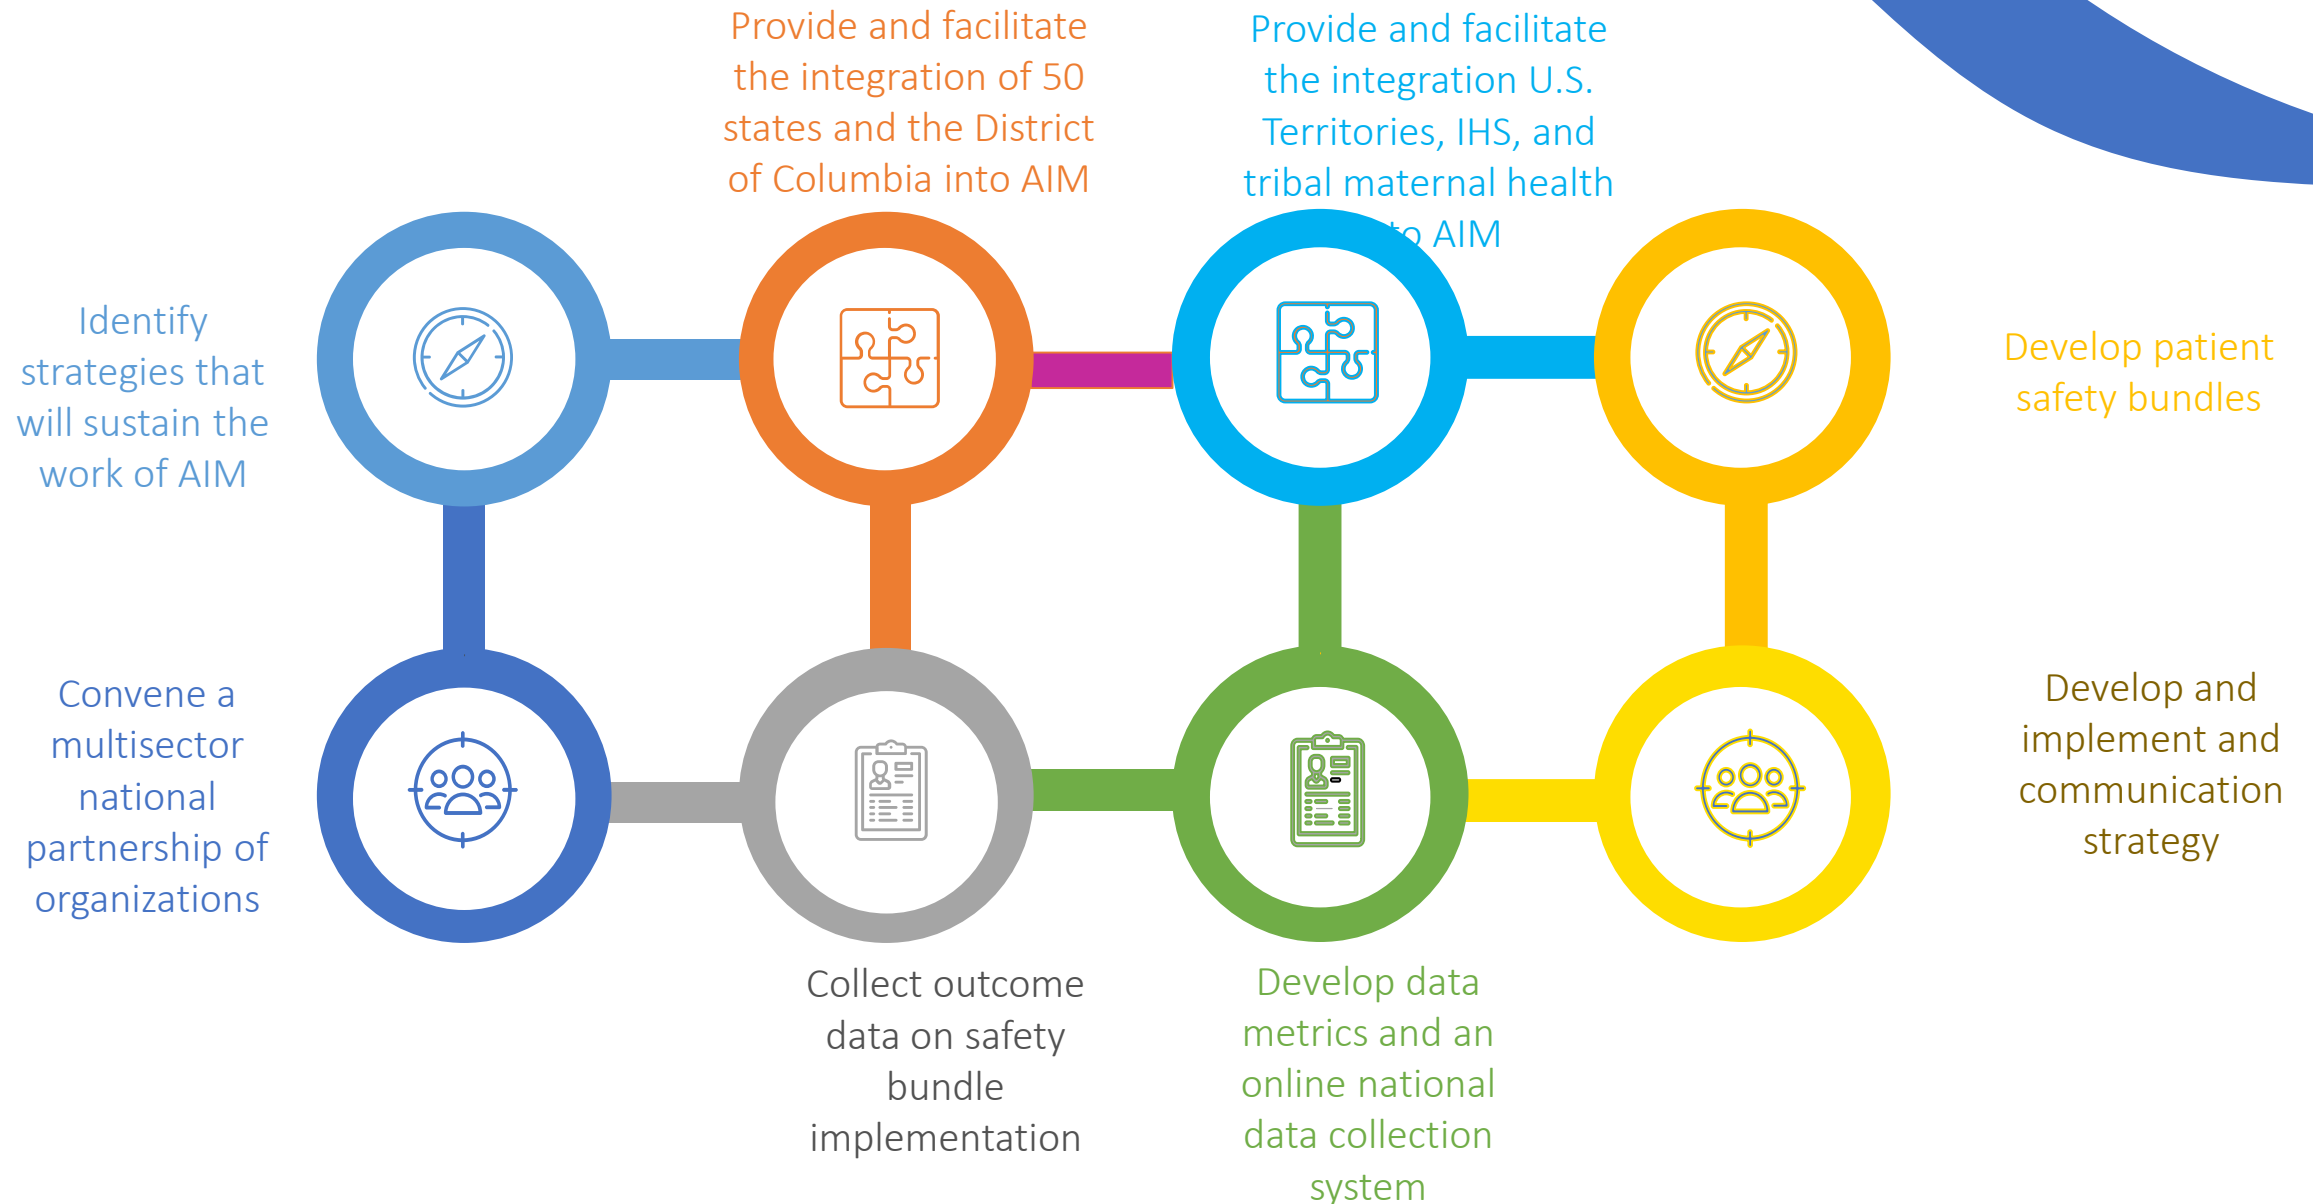 Provide and facilitate
the integration of 50
states and the District
of Columbia into AIM
Provide and facilitate
the integration U.S.
Territories, IHS, and
tribal maternal health
to AIM
Identify
strategies that
will sustain the
work of AIM
Develop patient
safety bundles
Convene a
multisector
national
partnership of
organizations
Develop and
implement and
communication
strategy
Collect outcome
data on safety
bundle
implementation
Develop data
metrics and an
online national
data collection
system